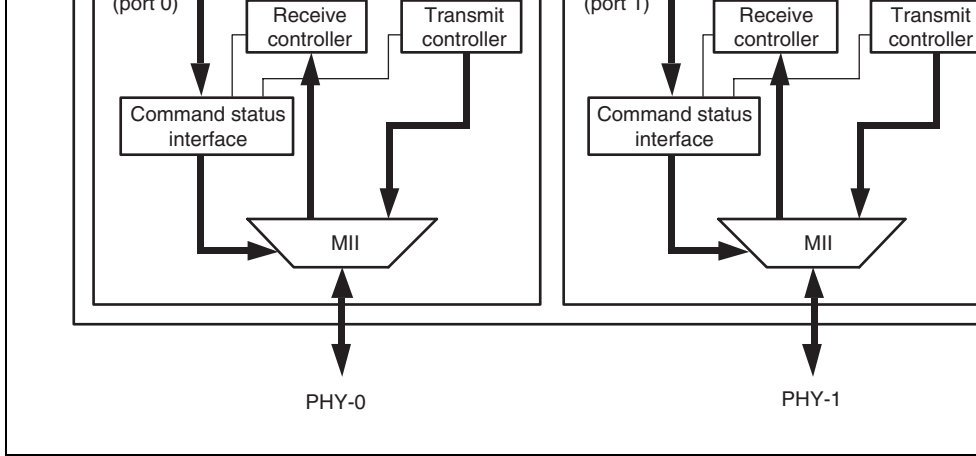 (port 0)
Receive
controller
Transmit
controller
Command status
interface
MII
PHY-0
(port 1)
Receive
controller
Transmit
controller
Command status
interface
MII
PHY-1